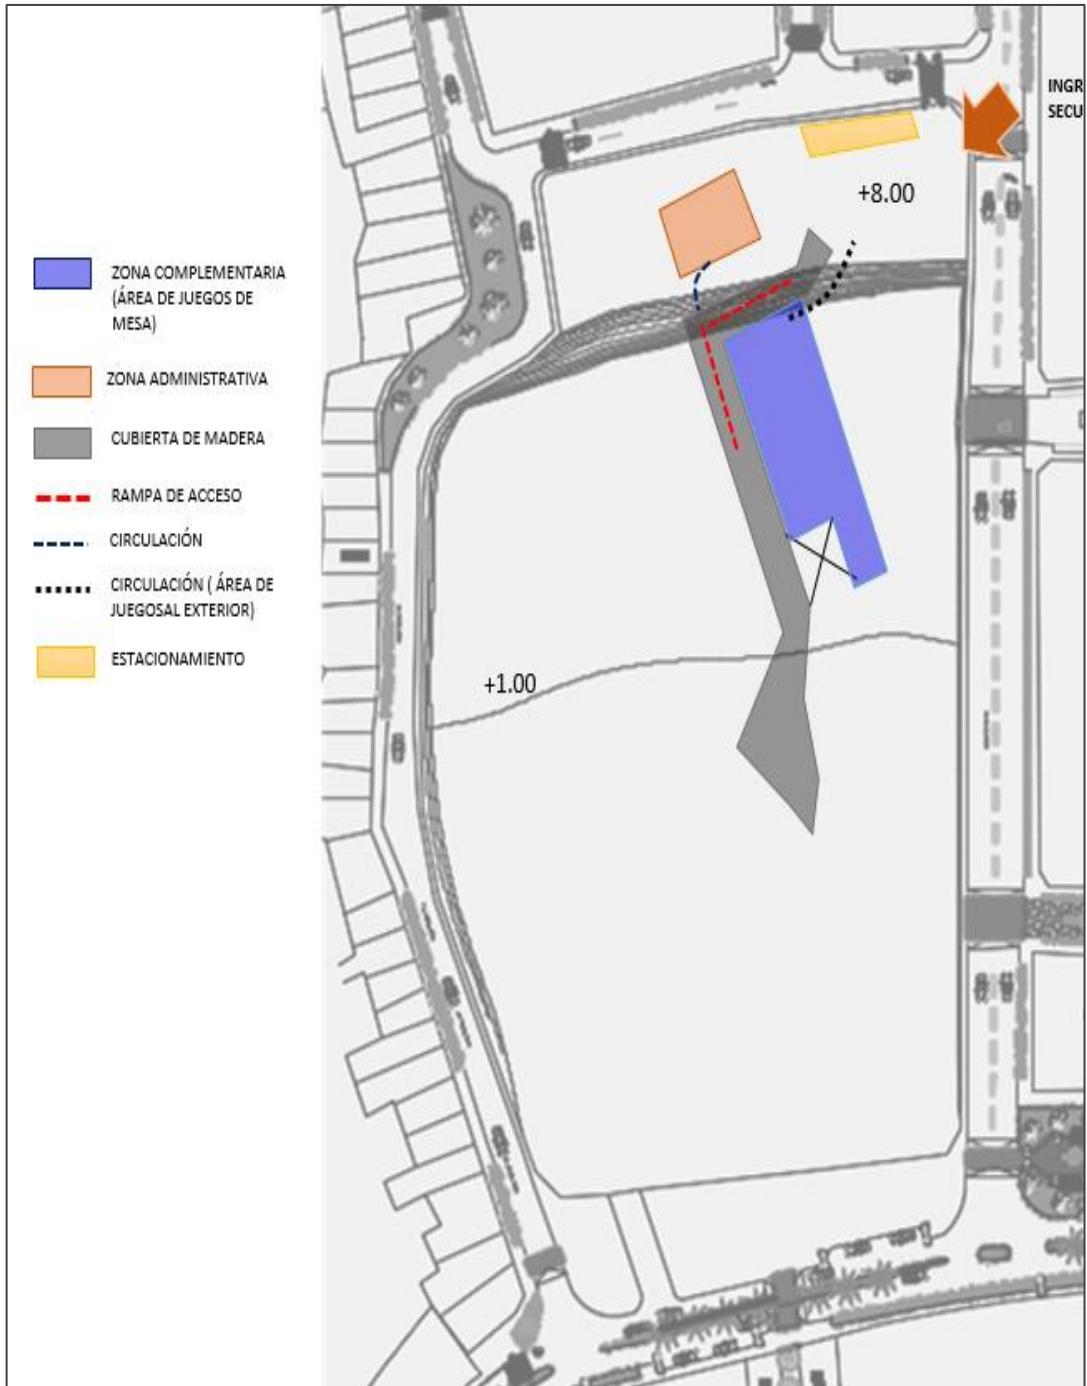 INGR
SECU
+8.00
ZONA COMPLEMENTARIA
(ÁREA DE JUEGOS DE
MESA)
ZONA ADMINISTRATIVA
CUBIERTA DE MADERA
RAMPA DE ACCESO
CIRCULACIÓN
CIRCULACIÓN ( ÁREA DE
JUEGOSAL EXTERIOR)
ESTACIONAMIENTO
+1.00